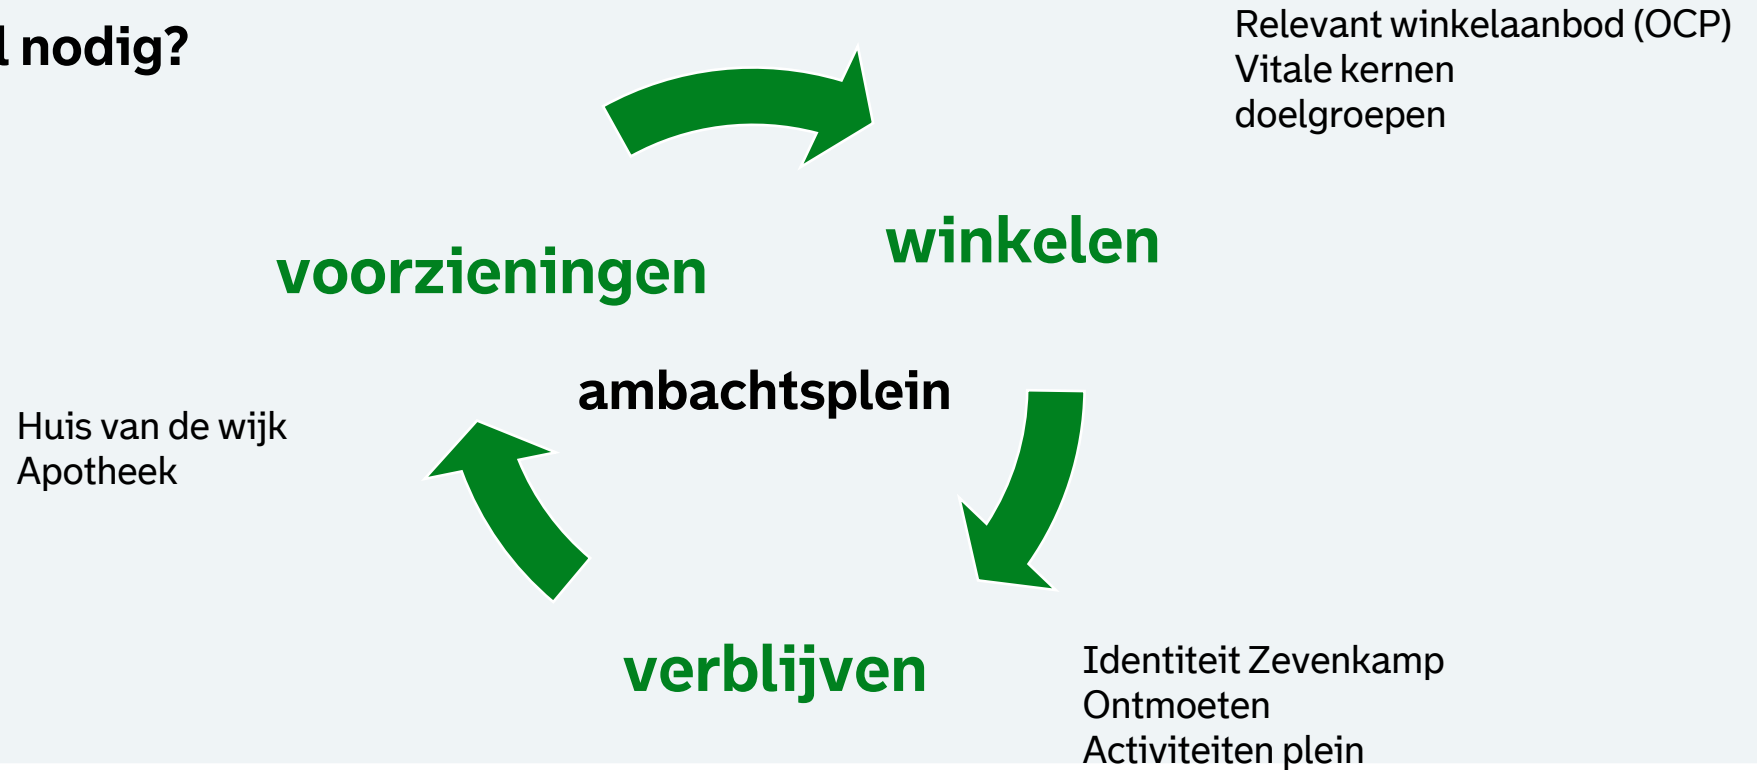 nodig?
Relevant winkelaanbod (OCP)
Vitale kernen
doelgroepen
winkelen
voorzieningen
ambachtsplein
Huis van de wijk
Apotheek
verblijven
Identiteit Zevenkamp
Ontmoeten
Activiteiten plein